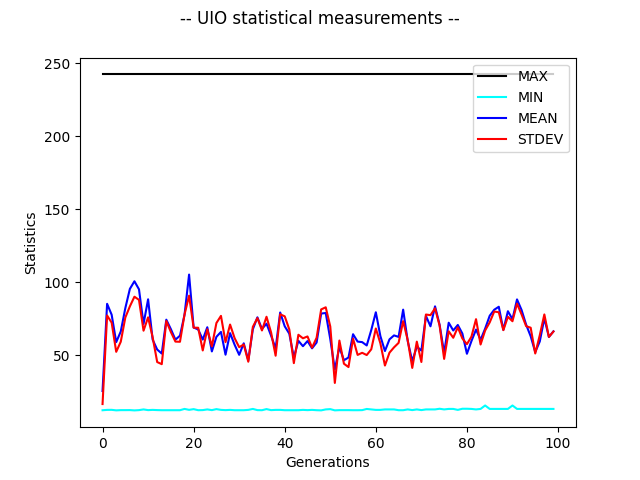 -- UIO statistical measurements --
250
200
150
100
50
Statistics
MAX
MIN
MEAN
STDEV
0 20 40 60 80 100
Generations